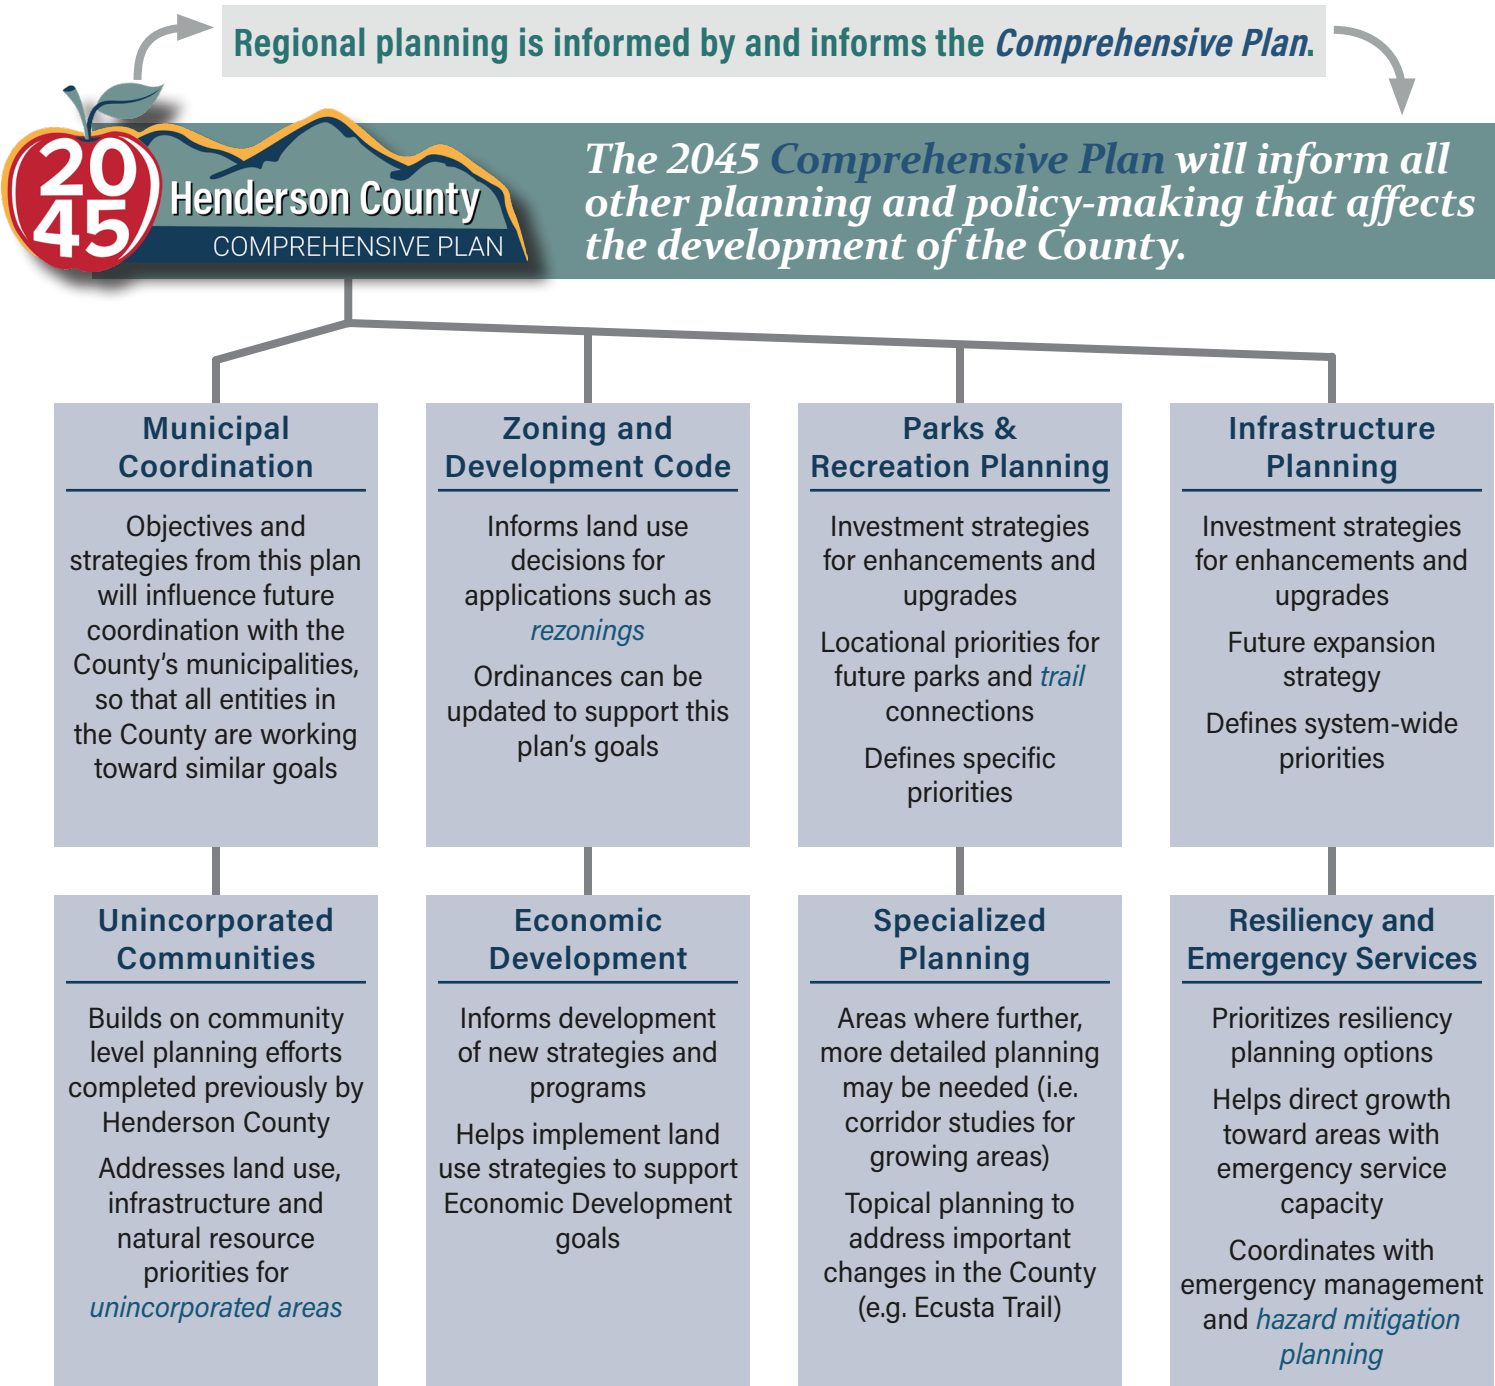 Regional planning is informed by and informs the Comprehensive Plan.
20
45
Henderson County
COMPREHENSIVE PLAN
The 2045 Comprehensive Plan will inform all
other planning and policy-making that affects
the development of the County.
Municipal
Coordination
Objectives and
strategies from this plan
will influence future
coordination with the
County's municipalities,
so that all entities in
the County are working
toward similar goals
Zoning and
Development Code
Informs land use
decisions for
applications such as
rezonings
Ordinances can be
updated to support this
plan's goals
Parks &
Recreation Planning
Investment strategies
for enhancements and
upgrades
Locational priorities for
future parks and trail
connections
Defines specific
priorities
Infrastructure
Planning
Investment strategies
for enhancements and
upgrades
Future expansion
strategy
Defines system-wide
priorities
Unincorporated
Communities
Builds on community
level planning efforts
completed previously by
Henderson County
Addresses land use,
infrastructure and
natural resource
priorities for
unincorporated areas
Economic
Development
Informs development
of new strategies and
programs
Helps implement land
use strategies to support
Economic Development
goals
Specialized
Planning
Areas where further,
more detailed planning
may be needed (i.e.
corridor studies for
growing areas)
Topical planning to
address important
changes in the County
(e.g. Ecusta Trail)
Resiliency and
Emergency Services
Prioritizes resiliency
planning options
Helps direct growth
toward areas with
emergency service
capacity
Coordinates with
emergency management
and hazard mitigation
planning